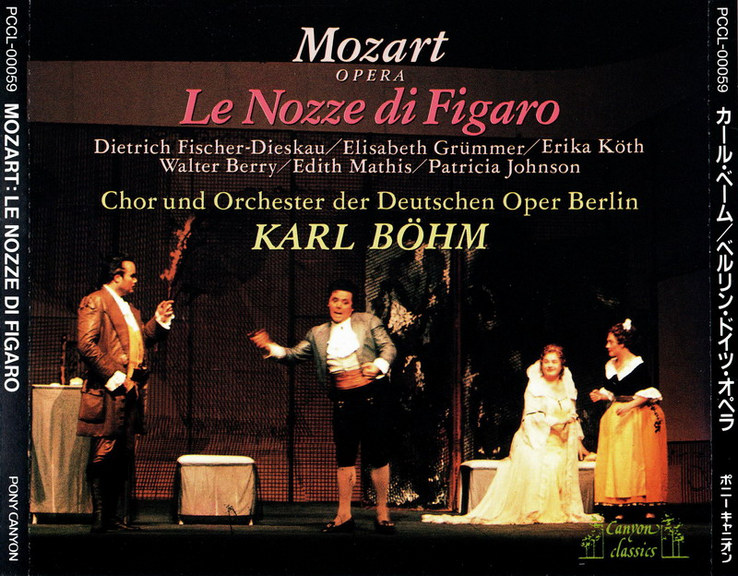 PCCL-00059
MOZART: LE NOZZE DI FIGARO
PONY CANYON
Mozart
OPERA
Le Nozze di Figaro
Dietrich Fischer-Dieskau/Elisabeth Grümmer/Erika Köth
Walter Berry/Edith Mathis/Patricia Johnson
Chor und Orchester der Deutschen Oper Berlin
KARL BÖHM
Canyon
classics
PCCL-00059
カール・ベーム/ベルリン・ドイツ・オペラ
ポニーキャニオン